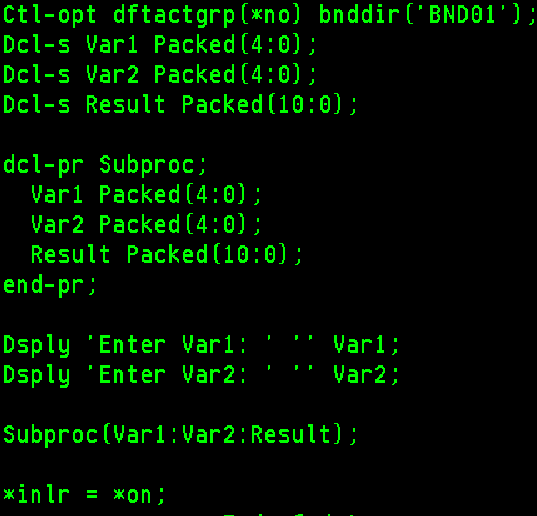 Ctl-opt dftactgrp(*no) bnddir('BND01');
Dcl-s Var1 Packed(4:0);
Dcl-s Var2 Packed(4:0);
Dcl-s Result Packed(10:0);
dcl-pr Subproc;
Var1 Packed(4:0);
Var2 Packed(4:0);
Result Packed(10:0);
end-pr;
Dsply 'Enter Var1: ' '' Var1;
Dsply 'Enter Var2: ' '' Var2;
Subproc(Var1:Var2:Result);
*inlr = *on;